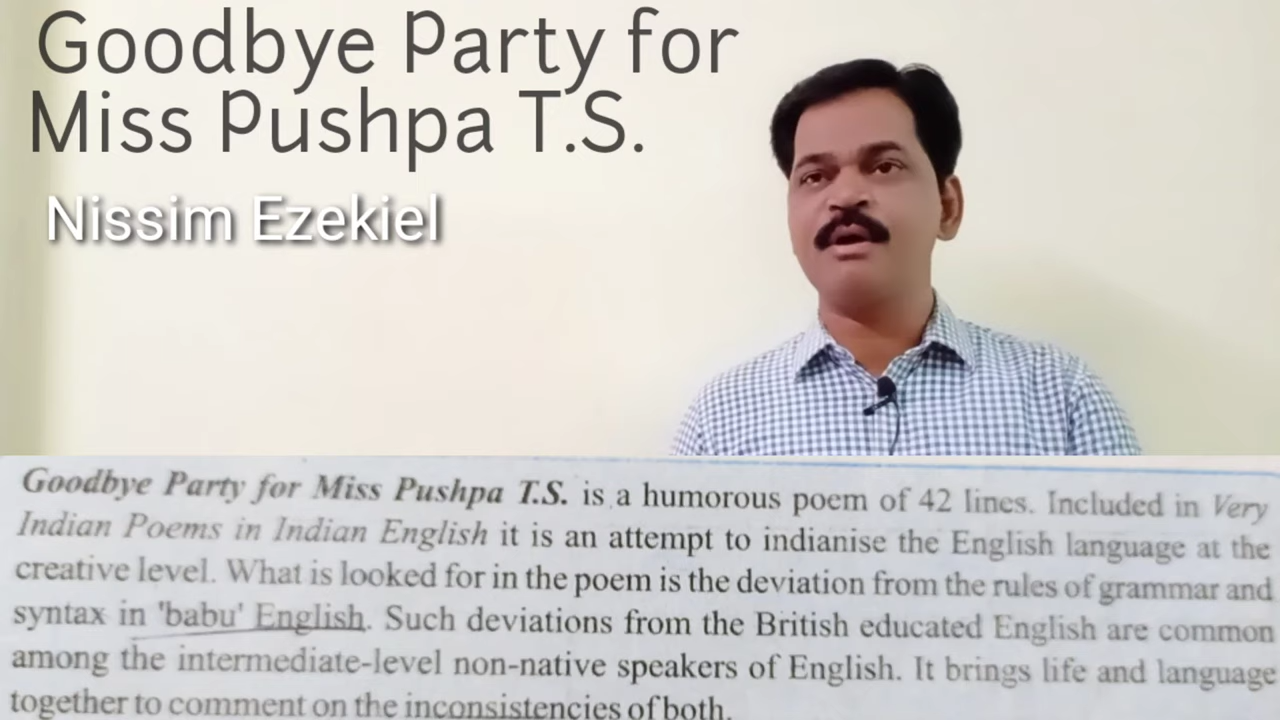 Goodbye Party for
Miss Pushpa T.S.
Nissim Ezekiel
Goodbye Party for Miss Pushpa T.S. is a humorous poem of 42 lines. Included in Very
Indian Poems in Indian English it is an attempt to indianise the English language at the
creative level. What is looked for in the poem is the deviation from the rules of grammar and
syntax in 'babu' English. Such deviations from the British educated English are common
among the intermediate-level non-native speakers of English. It brings life and language
together to comment on the inconsistencies of both.